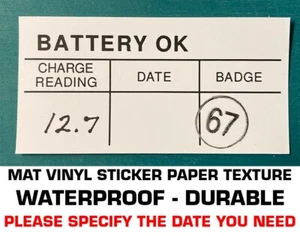 BATTERY OK
CHARGE READING DATE BADGE
12.7 67
MAT VINYL STICKER PAPER TEXTURE
WATERPROOF - DURABLE
PLEASE SPECIFY THE DATE YOU NEED